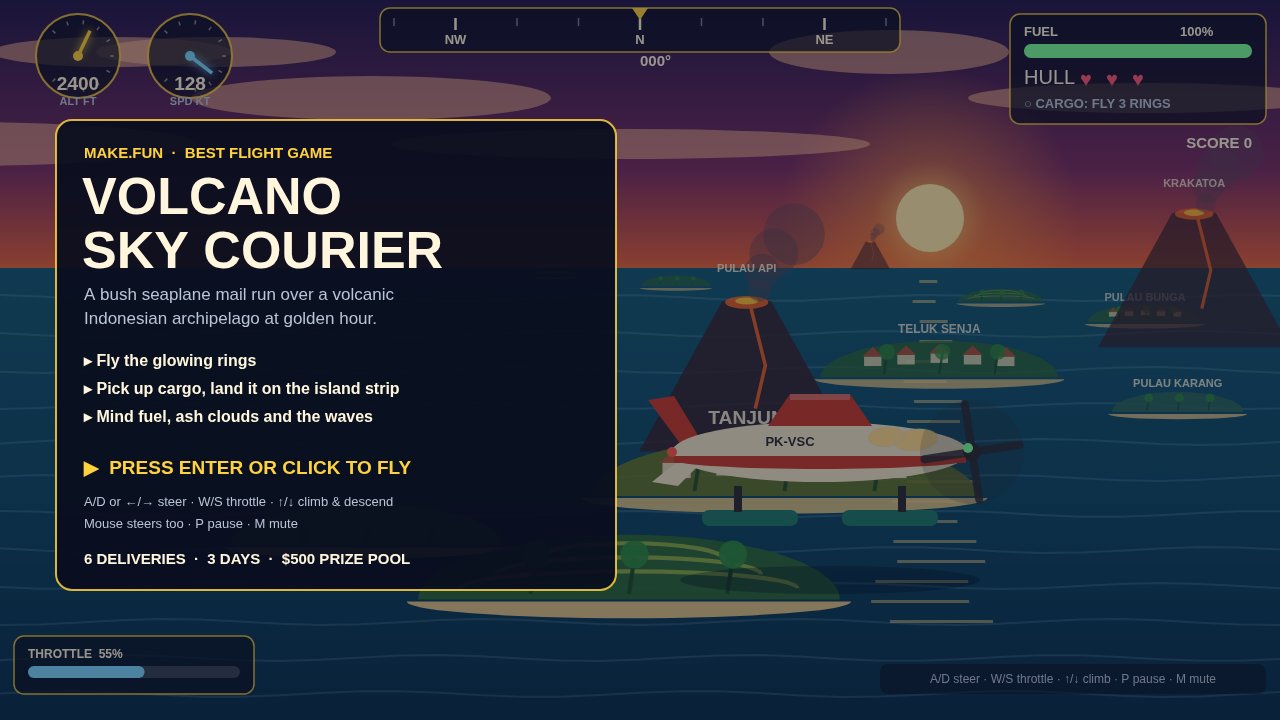 2400
ALT FT
128
SPD KT
NW
N
NE
000°
FUEL 100%
HULL ♥ ♥ ♥
○ CARGO: FLY 3 RINGS
SCORE 0
MAKE.FUN · BEST FLIGHT GAME
VOLCANO
SKY COURIER
A bush seaplane mail run over a volcanic
Indonesian archipelago at golden hour.
▸ Fly the glowing rings
▸ Pick up cargo, land it on the island strip
▸ Mind fuel, ash clouds and the waves
▶ PRESS ENTER OR CLICK TO FLY
A/D or ←/→ steer · W/S throttle · ↑/↓ climb & descend
Mouse steers too · P pause · M mute
6 DELIVERIES · 3 DAYS · $500 PRIZE POOL
KRAKATOA
PULAU API
PULAU BUNGA
TELUK SENJA
PULAU KARANG
PK-VSC
THROTTLE 55%
A/D steer · W/S throttle · ↑/↓ climb · P pause · M mute